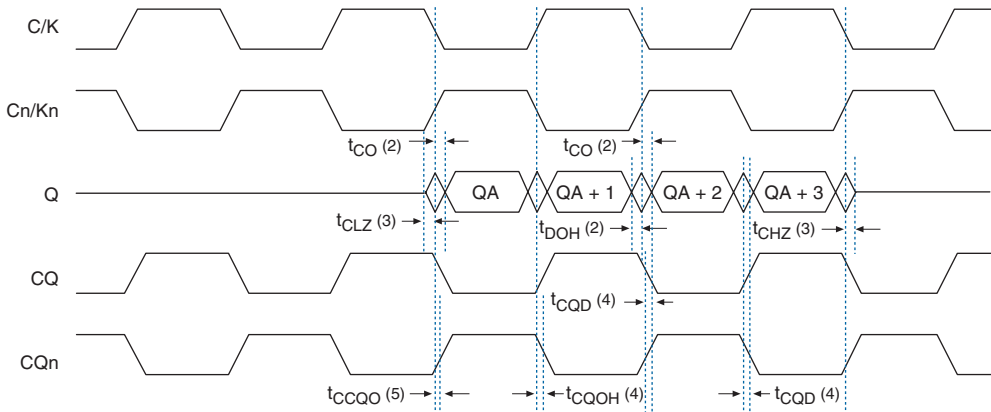 C/K
Cn/Kn
tCO (2) tCO (2)
Q QA QA + 1 QA + 2 QA + 3
tCLZ (3) tDOH (2) tCHZ (3)
CQ
tCQD (4)
CQn
tCCQO (5) tCQOH (4) tCQD (4)